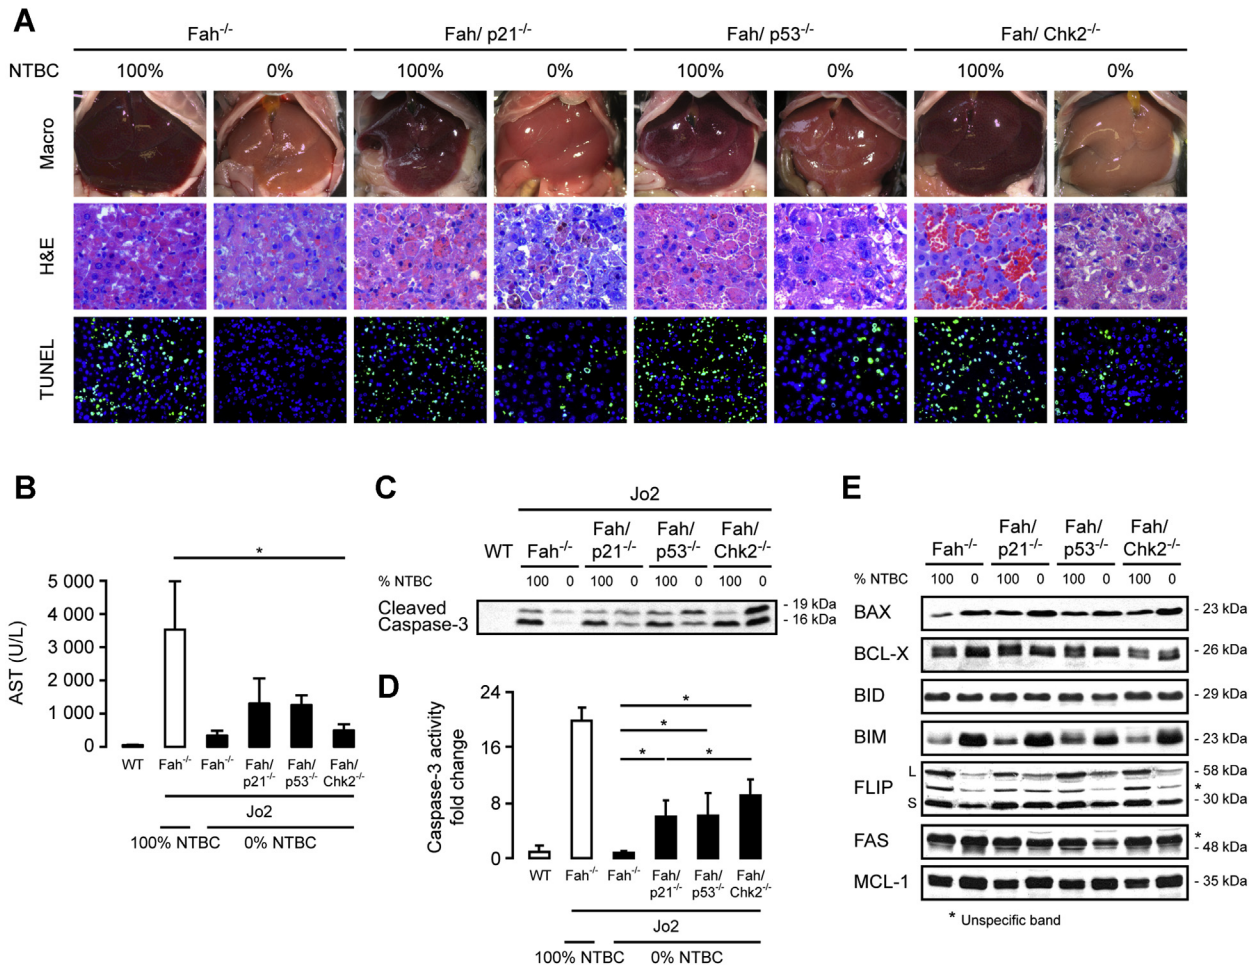 A
Fah-/- Fah/ p21-/- Fah/ p53-/- Fah/ Chk2-/-
NTBC 100% 0% 100% 0% 100% 0% 100% 0%
Macro
H&E
TUNEL
B
*
AST (U/L)
5 000
4 000
3 000
2 000
1 000
0
WT Fah-/- Fah-/- Fah/ p21-/- Fah/ p53-/- Fah/ Chk2-/-
Jo2
100% NTBC 0% NTBC
C
Jo2
WT Fah-/- Fah/ p21-/- Fah/ p53-/- Fah/ Chk2-/-
% NTBC 100 0 100 0 100 0 100 0
Cleaved Caspase-3
- 19 kDa
- 16 kDa
D
Caspase-3 activity
fold change
24
16
8
0
*
*
* *
WT Fah-/- Fah-/- Fah/ p21-/- Fah/ p53-/- Fah/ Chk2-/-
Jo2
100% NTBC 0% NTBC
E
Fah-/- Fah/ p21-/- Fah/ p53-/- Fah/ Chk2-/-
% NTBC 100 0 100 0 100 0 100 0
BAX - 23 kDa
BCL-X - 26 kDa
BID - 29 kDa
BIM - 23 kDa
FLIP
L - 58 kDa
*
S - 30 kDa
FAS * - 48 kDa
MCL-1 - 35 kDa
* Unspecific band